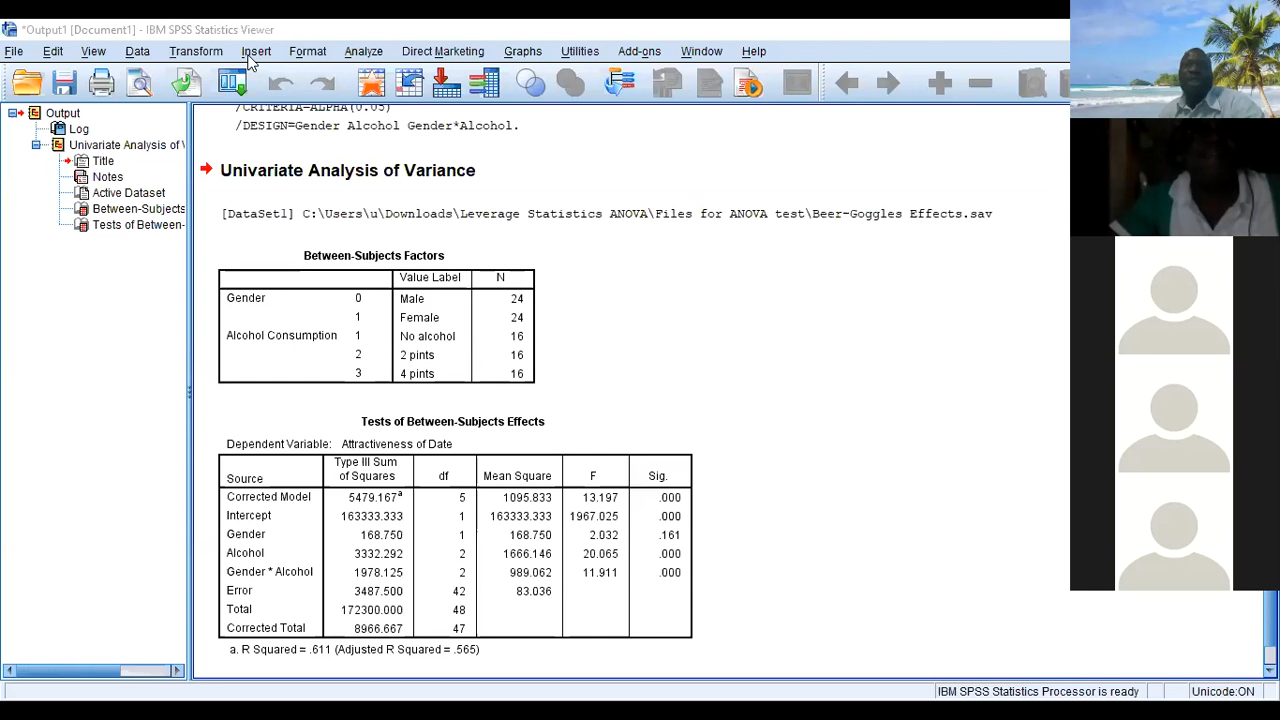 *Output1 [Document1] - IBM SPSS Statistics Viewer
File Edit View Data Transform Insert Format Analyze Direct Marketing Graphs Utilities Add-ons Window Help
Output
Log
Univariate Analysis of V
Title
Notes
Active Dataset
Between-Subjects
Tests of Between-
/CRITERIA=ALPHA(0.05)
/DESIGN=Gender Alcohol Gender*Alcohol.
Univariate Analysis of Variance
[DataSet1] C:\Users\u\Downloads\Leverage Statistics ANOVA\Files for ANOVA test\Beer-Goggles Effects.sav
Between-Subjects Factors
Value Label N
Gender 0 Male 24
1 Female 24
Alcohol Consumption 1 No alcohol 16
2 2 pints 16
3 4 pints 16
Tests of Between-Subjects Effects
Dependent Variable: Attractiveness of Date
Source Type III Sum of Squares df Mean Square F Sig.
Corrected Model 5479.167a 5 1095.833 13.197 .000
Intercept 163333.333 1 163333.333 1967.025 .000
Gender 168.750 1 168.750 2.032 .161
Alcohol 3332.292 2 1666.146 20.065 .000
Gender * Alcohol 1978.125 2 989.062 11.911 .000
Error 3487.500 42 83.036
Total 172300.000 48
Corrected Total 8966.667 47
a. R Squared = .611 (Adjusted R Squared = .565)
IBM SPSS Statistics Processor is ready Unicode:ON